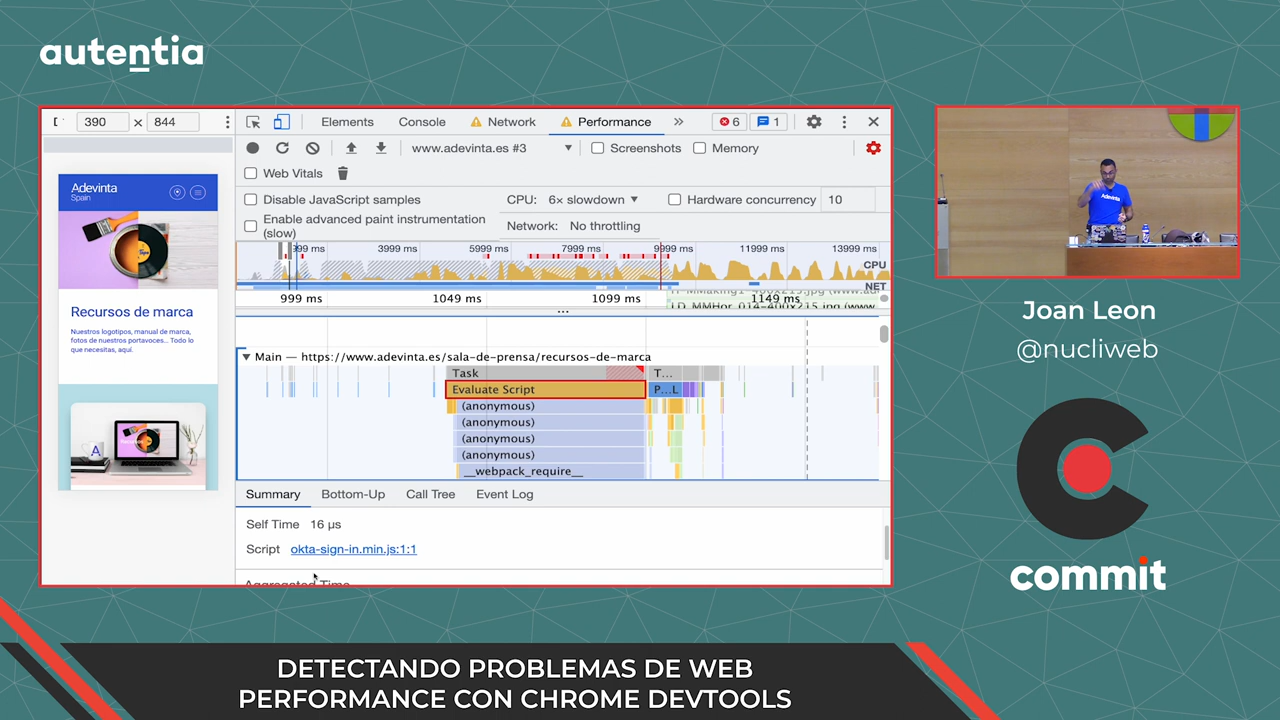 autentia
390 × 844
Elements Console Network Performance 6 1
www.adevinta.es #3 Screenshots Memory
Web Vitals
Disable JavaScript samples CPU: 6× slowdown Hardware concurrency 10
Enable advanced paint instrumentation (slow) Network: No throttling
999 ms 3999 ms 5999 ms 7999 ms 9999 ms 11999 ms 13999 ms
CPU
NET
999 ms 1049 ms 1099 ms 1149 ms
...
Main — https://www.adevinta.es/sala-de-prensa/recursos-de-marca
Task T...
Evaluate Script P...L
(anonymous)
(anonymous)
(anonymous)
(anonymous)
__webpack_require__
Summary Bottom-Up Call Tree Event Log
Self Time 16 µs
Script okta-sign-in.min.js:1:1
Aggregated Time
Adevinta
Spain
Recursos de marca
Nuestros logotipos, manual de marca,
fotos de nuestros portavoces... Todo lo
que necesitas, aquí.
A
Adevinta
Joan Leon
@nucliweb
commit
DETECTANDO PROBLEMAS DE WEB
PERFORMANCE CON CHROME DEVTOOLS